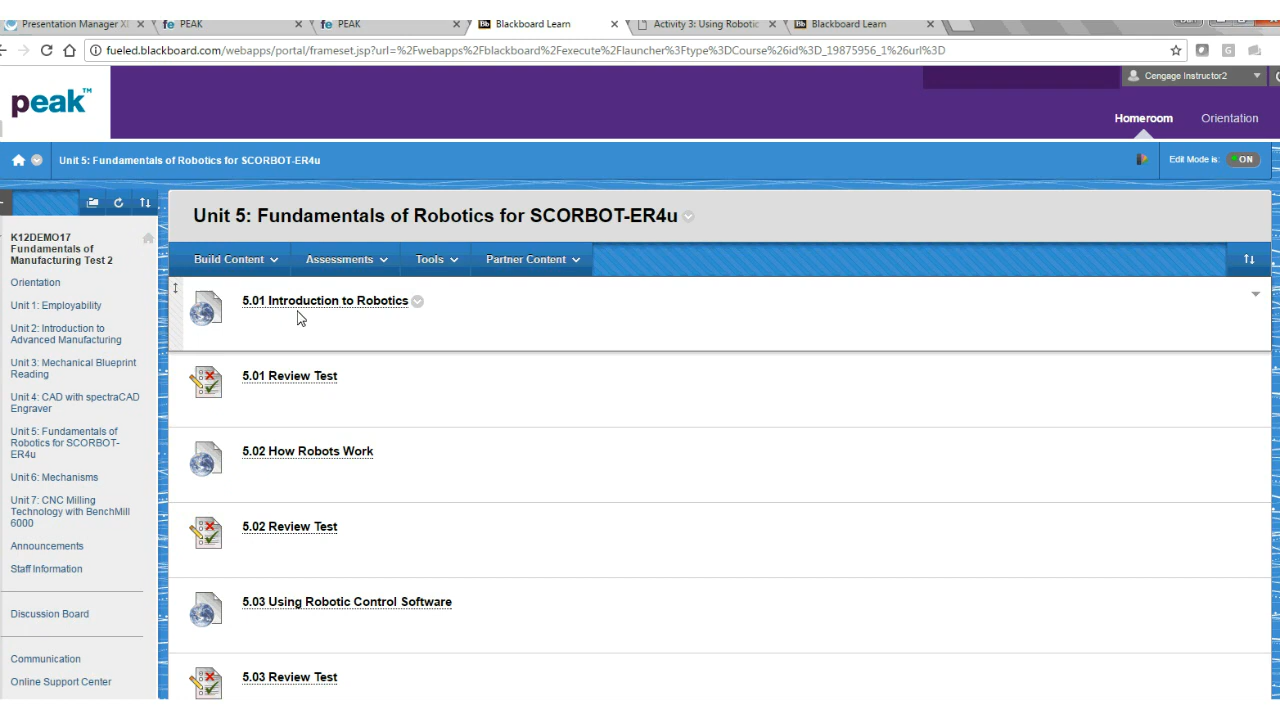 Presentation Manager
PEAK
PEAK
Blackboard Learn
Activity 3: Using Robotic
Blackboard Learn
fueled.blackboard.com/webapps/portal/frameset.jsp?url=%2Fwebapps%2Fblackboard%2Fexecute%2Flauncher%3Ftype%3DCourse%26id%3D_19875956_1%26url%3D
peak™
Cengage Instructor2
Homeroom
Orientation
Unit 5: Fundamentals of Robotics for SCORBOT-ER4u
Edit Mode is:
ON
Unit 5: Fundamentals of Robotics for SCORBOT-ER4u
K12DEMO17
Fundamentals of
Manufacturing Test 2
Orientation
Unit 1: Employability
Unit 2: Introduction to
Advanced Manufacturing
Unit 3: Mechanical Blueprint
Reading
Unit 4: CAD with spectraCAD
Engraver
Unit 5: Fundamentals of
Robotics for SCORBOT-
ER4u
Unit 6: Mechanisms
Unit 7: CNC Milling
Technology with BenchMill
6000
Announcements
Staff Information
Discussion Board
Communication
Online Support Center
Build Content
Assessments
Tools
Partner Content
5.01 Introduction to Robotics
5.01 Review Test
5.02 How Robots Work
5.02 Review Test
5.03 Using Robotic Control Software
5.03 Review Test